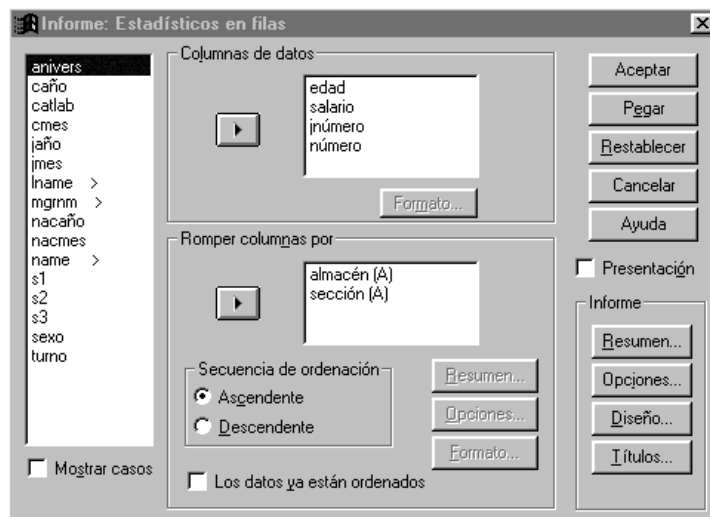 Informe: Estadísticos en filas
anivers
caño
catlab
cmes
jaño
jmes
lname >
mgrnm >
nacaño
nacmes
name >
s1
s2
s3
sexo
turno
Mostrar casos
Columnas de datos
edad
salario
jnúmero
número
Formato...
Romper columnas por
almacén (A)
sección (A)
Secuencia de ordenación
Ascendente
Descendente
Resumen...
Opciones...
Formato...
Los datos ya están ordenados
Aceptar
Pegar
Restablecer
Cancelar
Ayuda
Presentación
Informe
Resumen...
Opciones...
Diseño...
Títulos...